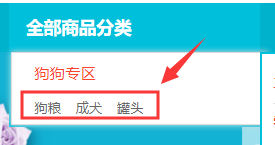 全部商品分类
狗狗专区
狗粮 成犬 罐头